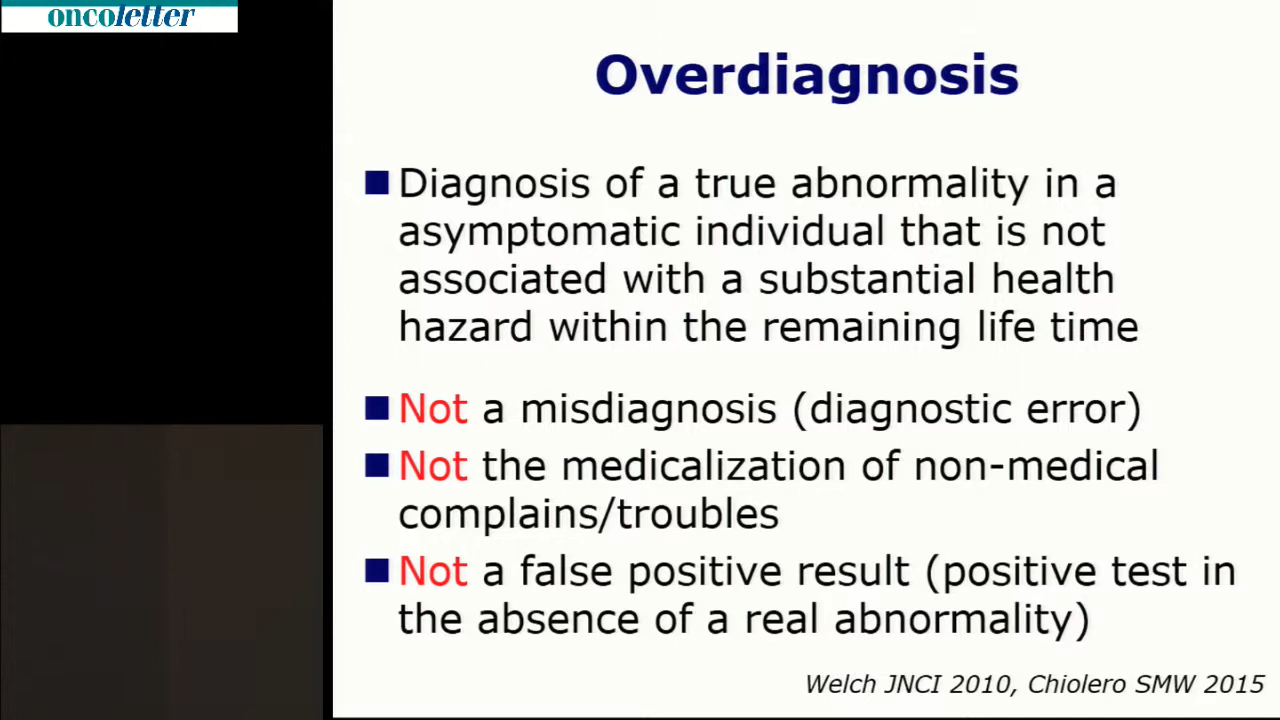 oncoletter
Overdiagnosis
Diagnosis of a true abnormality in a
asymptomatic individual that is not
associated with a substantial health
hazard within the remaining life time
Not a misdiagnosis (diagnostic error)
Not the medicalization of non-medical
complains/troubles
Not a false positive result (positive test in
the absence of a real abnormality)
Welch JNCI 2010, Chiolero SMW 2015